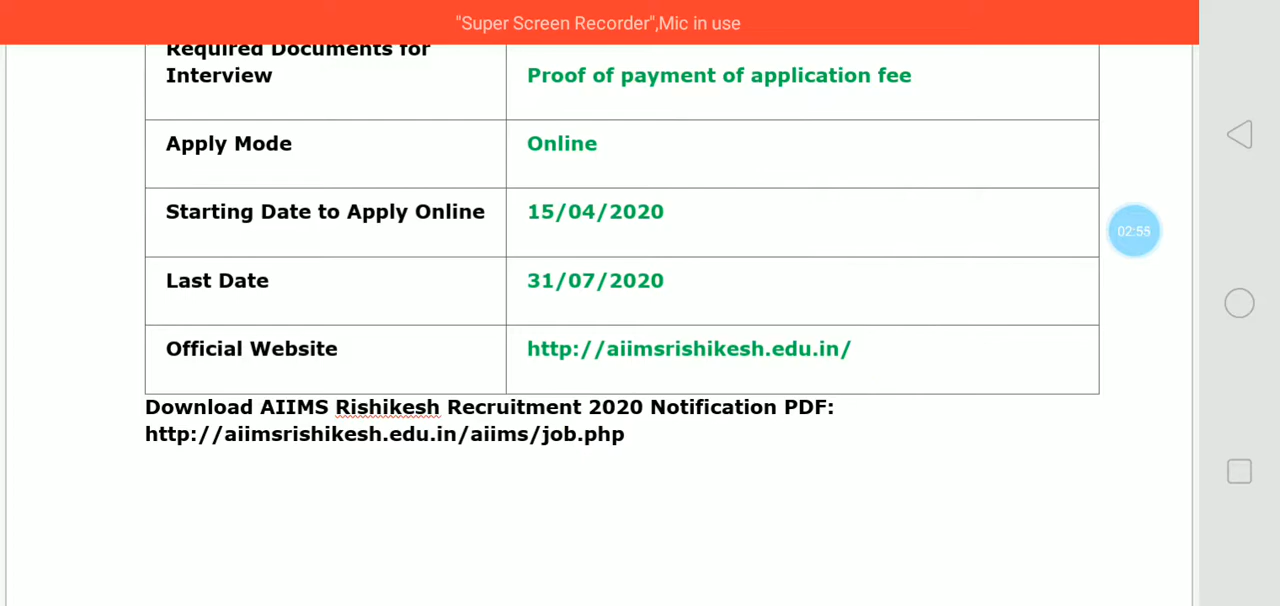 "Super Screen Recorder",Mic in use
Required Documents for
Interview
Proof of payment of application fee
Apply Mode
Online
Starting Date to Apply Online
15/04/2020
02:55
Last Date
31/07/2020
Official Website
http://aiimsrishikesh.edu.in/
Download AIIMS Rishikesh Recruitment 2020 Notification PDF:
http://aiimsrishikesh.edu.in/aiims/job.php